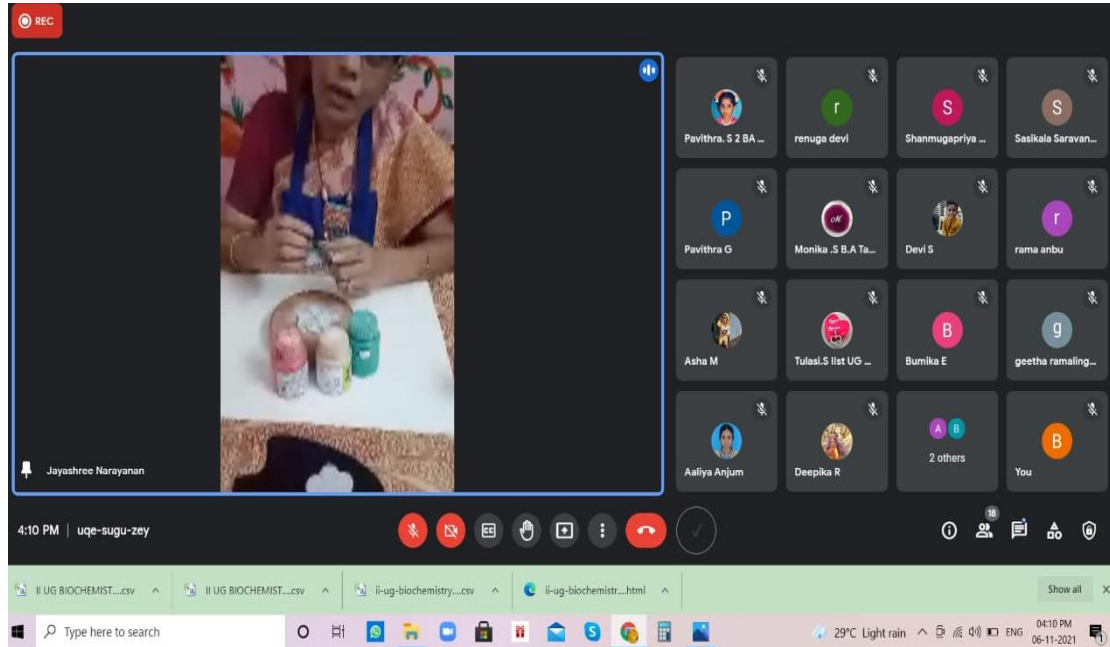 REC
Pavithra. S 2 BA ...
r
renuga devi
S
Shanmugapriya ...
S
Sasikala Saravan...
P
Pavithra G
Monika .S B.A Ta...
Devi S
r
rama anbu
Asha M
Tulasi.S IIst UG ...
B
Bumika E
g
geetha ramaling...
Aaliya Anjum
Deepika R
A B
2 others
B
You
Jayashree Narayanan
4:10 PM | uqe-sugu-zey
CC
18
II UG BIOCHEMIST....csv
II UG BIOCHEMIST....csv
ii-ug-biochemistry....csv
ii-ug-biochemistr....html
Show all
Type here to search
29°C Light rain
ENG
04:10 PM
06-11-2021
1